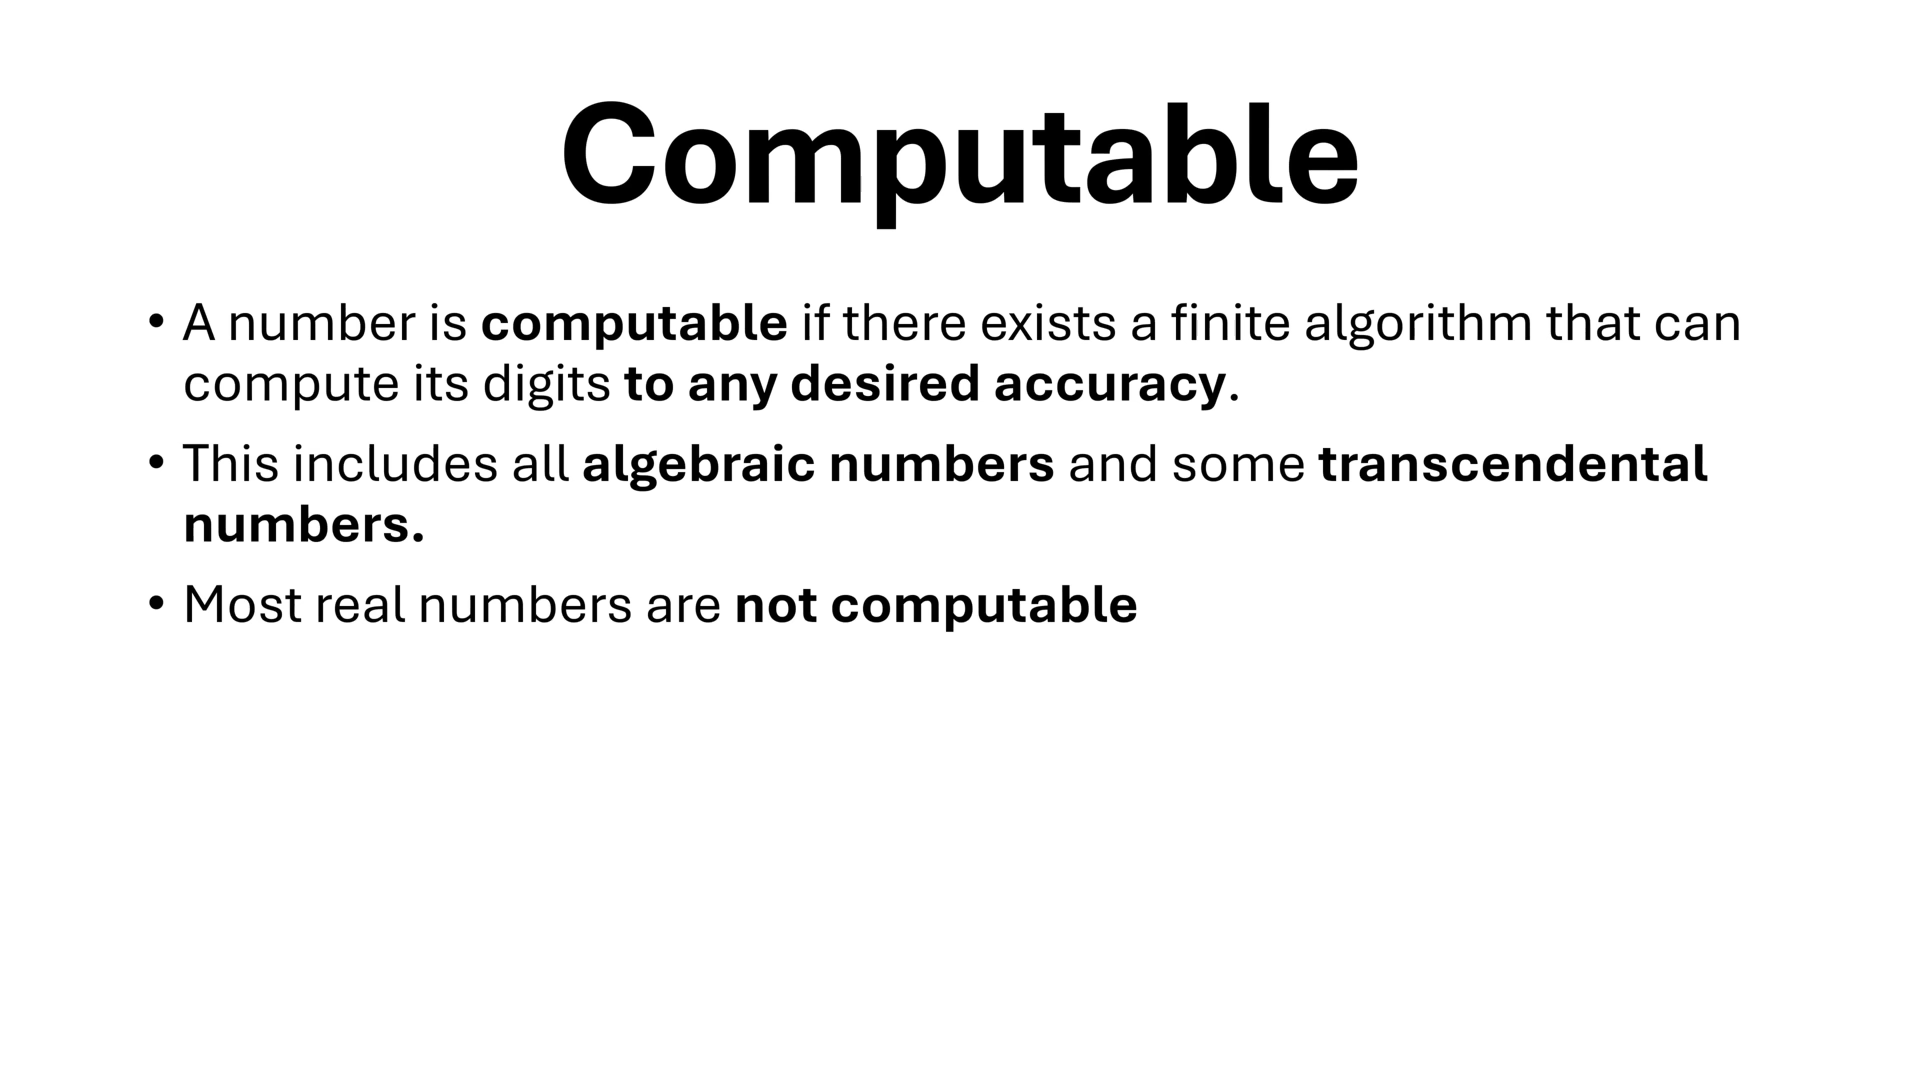 Computable
• A number is computable if there exists a finite algorithm that can
compute its digits to any desired accuracy.
• This includes all algebraic numbers and some transcendental
numbers.
• Most real numbers are not computable